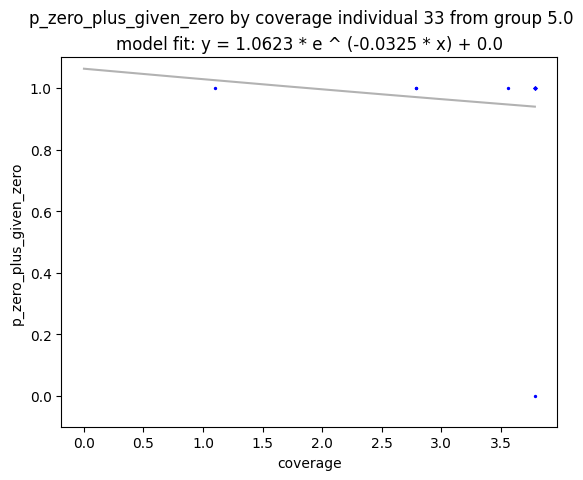 p_zero_plus_given_zero by coverage individual 33 from group 5.0
model fit: y = 1.0623 * e ^ (-0.0325 * x) + 0.0
1.0
0.8
0.6
0.4
0.2
0.0
p_zero_plus_given_zero
0.0 0.5 1.0 1.5 2.0 2.5 3.0 3.5
coverage